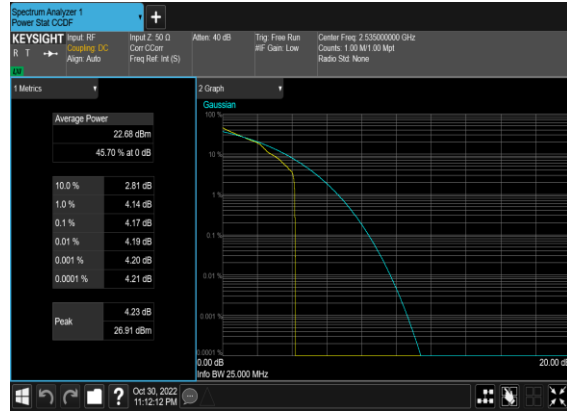 Spectrum Analyzer 1
Power Stat CCDF
+
KEYSIGHT
R T
LV
Input: RF
Coupling: DC
Align: Auto
Input Z: 50 Ω
Corr CCorr
Freq Ref: Int (S)
Atten: 40 dB
Trig: Free Run
#IF Gain: Low
Center Freq: 2.535000000 GHz
Counts: 1.00 M/1.00 Mpt
Radio Std: None
1 Metrics
Average Power
22.68 dBm
45.70 % at 0 dB
10.0 % 2.81 dB
1.0 % 4.14 dB
0.1 % 4.17 dB
0.01 % 4.19 dB
0.001 % 4.20 dB
0.0001 % 4.21 dB
Peak
4.23 dB
26.91 dBm
2 Graph
Gaussian
100 %
10 %
1 %
0.1 %
0.01 %
0.001 %
0.0001 %
0.00 dB
20.00 dB
Info BW 25.000 MHz
?
Oct 30, 2022
11:12:12 PM